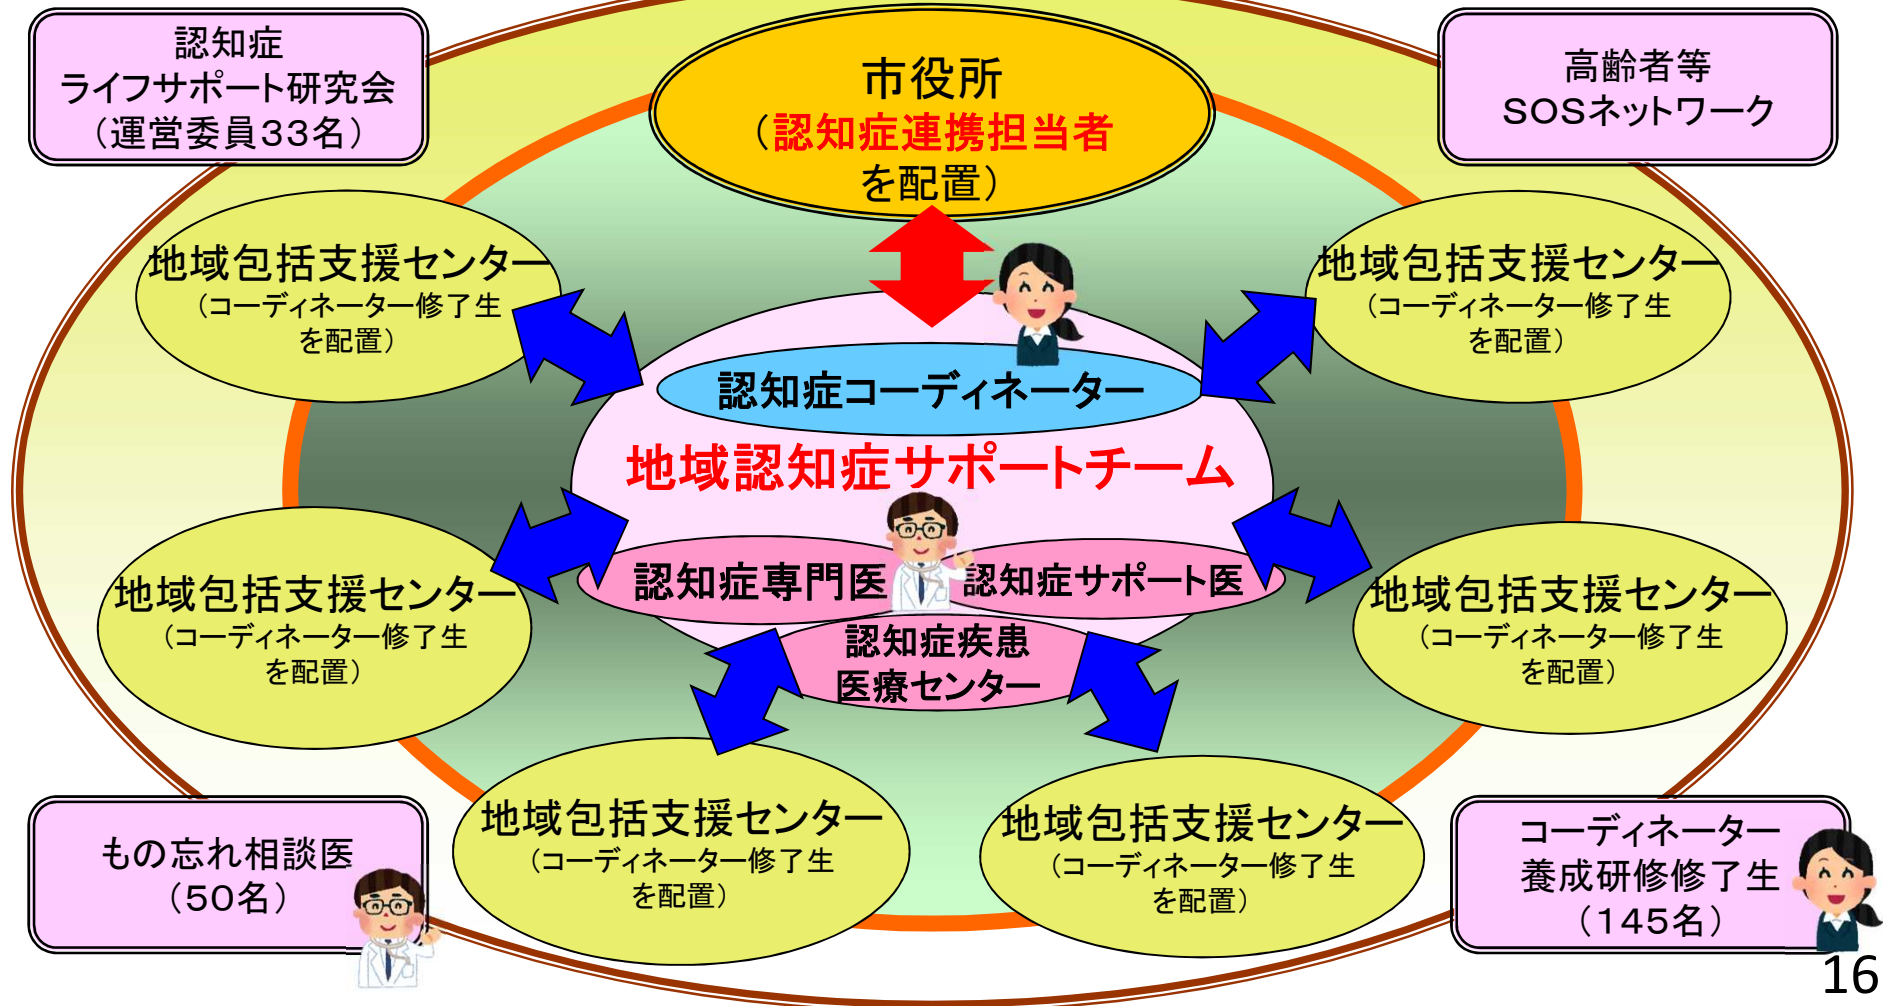 認知症
ライフサポート研究会
（運営委員33名）
市役所
（認知症連携担当者
を配置）
高齢者等
SOSネットワーク
地域包括支援センター
（コーディネーター修了生
を配置）
地域包括支援センター
（コーディネーター修了生
を配置）
認知症コーディネーター
地域認知症サポートチーム
認知症専門医
認知症サポート医
認知症疾患
医療センター
地域包括支援センター
（コーディネーター修了生
を配置）
地域包括支援センター
（コーディネーター修了生
を配置）
地域包括支援センター
（コーディネーター修了生
を配置）
地域包括支援センター
（コーディネーター修了生
を配置）
もの忘れ相談医
（50名）
コーディネーター
養成研修修了生
（145名）
16